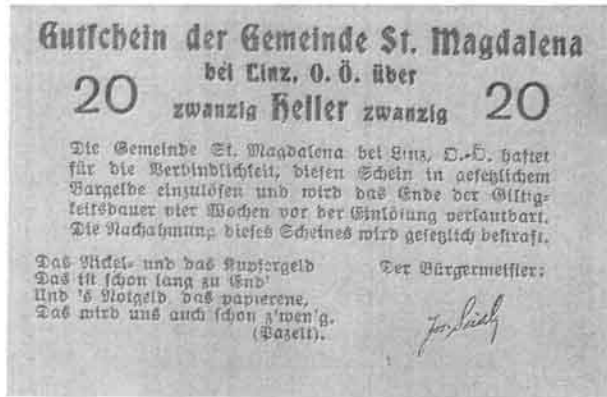 Gutschein der Gemeinde St. Magdalena
bei Linz, O. Ö. über
20 zwanzig Heller zwanzig 20
Die Gemeinde St. Magdalena bei Linz, O.-Ö. haftet
für die Verbindlichkeit, diesen Schein in gesetzlichem
Bargelde einzulösen und wird das Ende der Giltig-
keitsdauer vier Wochen vor der Einlösung verlautbart.
Die Nachahmung dieses Scheines wird gesetzlich bestraft.
Das Nickel- und das Kupfergeld
Das ist schon lang zu End'
Und 's Notgeld, das papierene,
Das wird uns auch schon z'wen'g.
(Pazelt).
Der Bürgermeister: